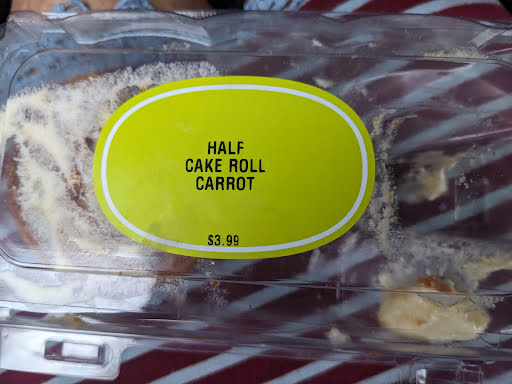 HALF
CAKE ROLL
CARROT
$3.99